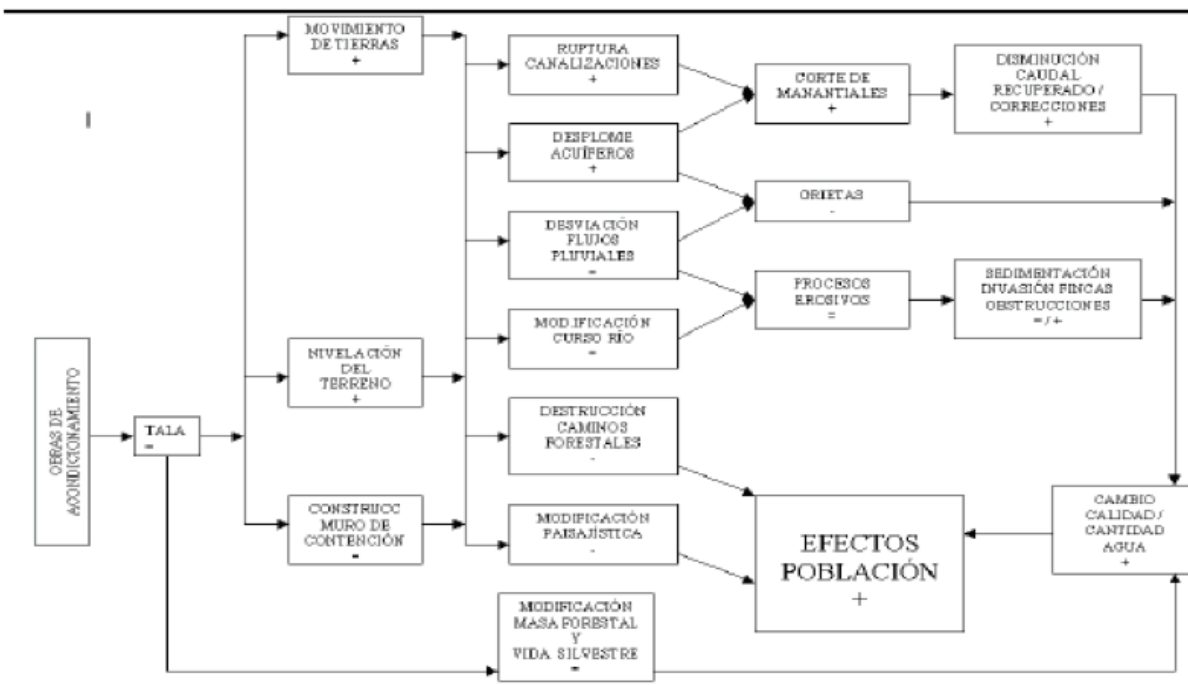 MOVIMIENTO
DE TIERRAS
+
RUPTURA
CANALIZACIONES
+
CORTE DE
MANANTIALES
+
DISMINUCIÓN
CAUDAL
RECUPERADO /
CORRECCIONES
+
DESPLOME
ACUÍFEROS
+
GRIETAS
-
DESVIACIÓN
FLUJOS
PLUVIALES
=
PROCESOS
EROSIVOS
=
SEDIMENTACIÓN
INVASIÓN FINCAS
OBSTRUCCIONES
= / +
MODIFICACIÓN
CURSO RÍO
=
OBRAS DE
ACONDICIONAMIENTO
TALA
=
NIVELACIÓN
DEL
TERRENO
+
DESTRUCCIÓN
CAMINOS
FORESTALES
-
CONSTRUCC
MURO DE
CONTENCIÓN
=
MODIFICACIÓN
PAISAJÍSTICA
-
EFECTOS
POBLACIÓN
+
CAMBIO
CALIDAD/
CANTIDAD
AGUA
+
MODIFICACIÓN
MASA FORESTAL
Y
VIDA SILVESTRE
=